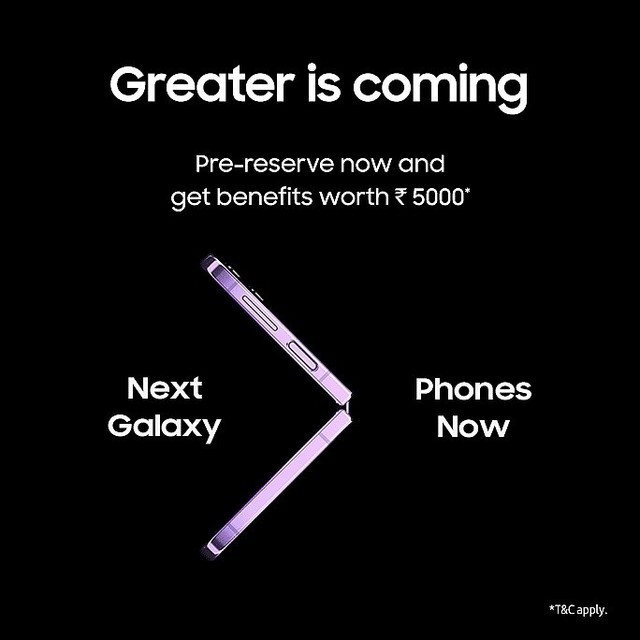 Greater is coming
Pre-reserve now and
get benefits worth ₹ 5000*
Next
Galaxy
Phones
Now
*T&C apply.